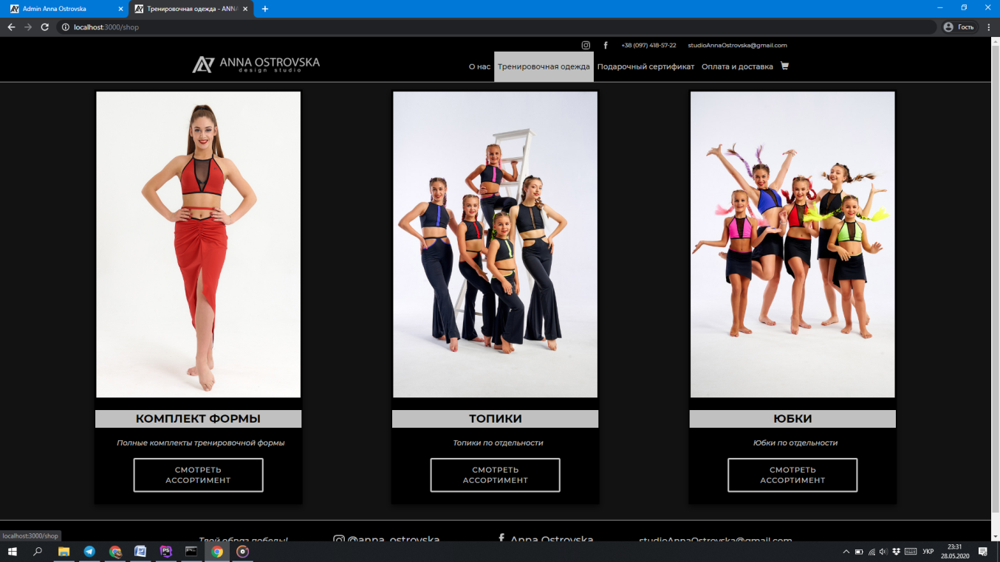 Admin Anna Ostrovska
Тренировочная одежда - ANN
localhost:3000/shop
Гость
+38 (097) 418-57-22
studioAnnaOstrovska@gmail.com
ANNA OSTROVSKA
design studio
О нас
Тренировочная одежда
Подарочный сертификат
Оплата и доставка
КОМПЛЕКТ ФОРМЫ
Полные комплекты тренировочной формы
СМОТРЕТЬ
АССОРТИМЕНТ
ТОПИКИ
Топики по отдельности
СМОТРЕТЬ
АССОРТИМЕНТ
ЮБКИ
Юбки по отдельности
СМОТРЕТЬ
АССОРТИМЕНТ
localhost:3000/shop
Твой образ победы!
@anna_ostrovska
Anna Ostrovska
studioAnnaOstrovska@gmail.com
УКР
23:31
28.05.2020